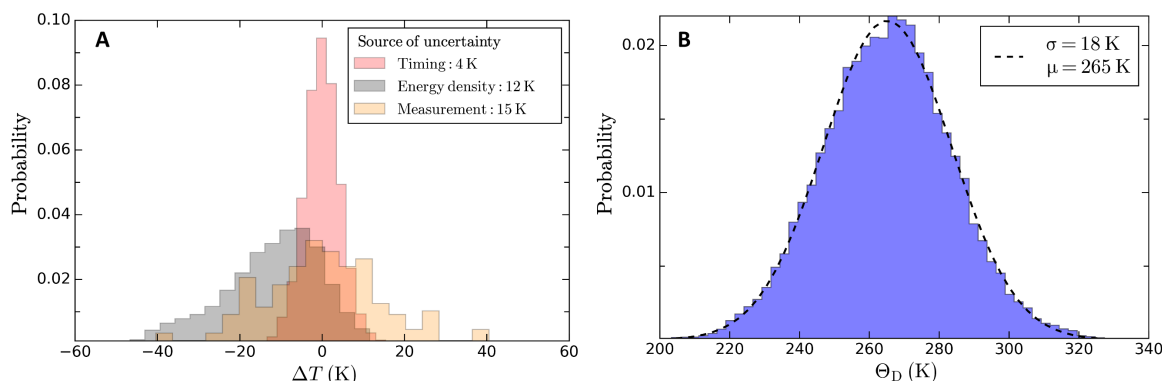 A
Source of uncertainty
Timing : 4 K
Energy density : 12 K
Measurement : 15 K
Probability
0.10
0.08
0.06
0.04
0.02
−60
−40
−20
0
20
40
60
ΔT (K)
B
σ = 18 K
μ = 265 K
Probability
0.02
0.01
200
220
240
260
280
300
320
340
Θ_D (K)